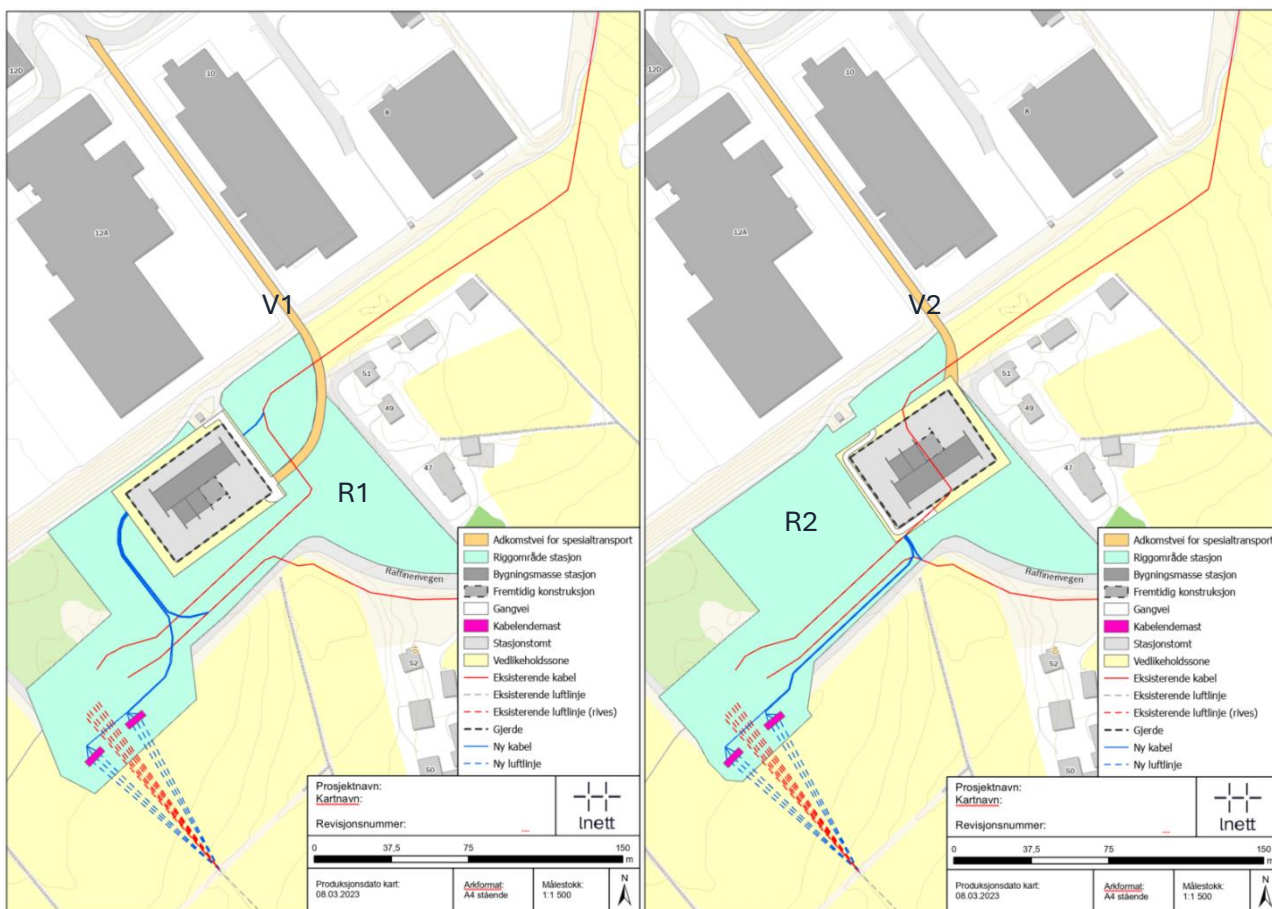 12D
10
8
12A
V1
51
49
47
R1
Raffinerivegen
52
50
Adkomstvei for spesialtransport
Riggområde stasjon
Bygningsmasse stasjon
Fremtidig konstruksjon
Gangvei
Kabelendemast
Stasjonstomt
Vedlikeholdssone
Eksisterende kabel
Eksisterende luftlinje
Eksisterende luftlinje (rives)
Gjerde
Ny kabel
Ny luftlinje
Prosjektnavn:
Kartnavn:
Revisjonsnummer:
...
lnett
0 37,5 75 150
m
Produksjonsdato kart:
08.03.2023
Arkformat:
A4 stående
Målestokk:
1:1 500
N
12D
10
8
12A
V2
51
49
47
R2
Raffinerivegen
52
50
Adkomstvei for spesialtransport
Riggområde stasjon
Bygningsmasse stasjon
Fremtidig konstruksjon
Gangvei
Kabelendemast
Stasjonstomt
Vedlikeholdssone
Eksisterende kabel
Eksisterende luftlinje
Eksisterende luftlinje (rives)
Gjerde
Ny kabel
Ny luftlinje
Prosjektnavn:
Kartnavn:
Revisjonsnummer:
...
lnett
0 37,5 75 150
m
Produksjonsdato kart:
08.03.2023
Arkformat:
A4 stående
Målestokk:
1:1 500
N